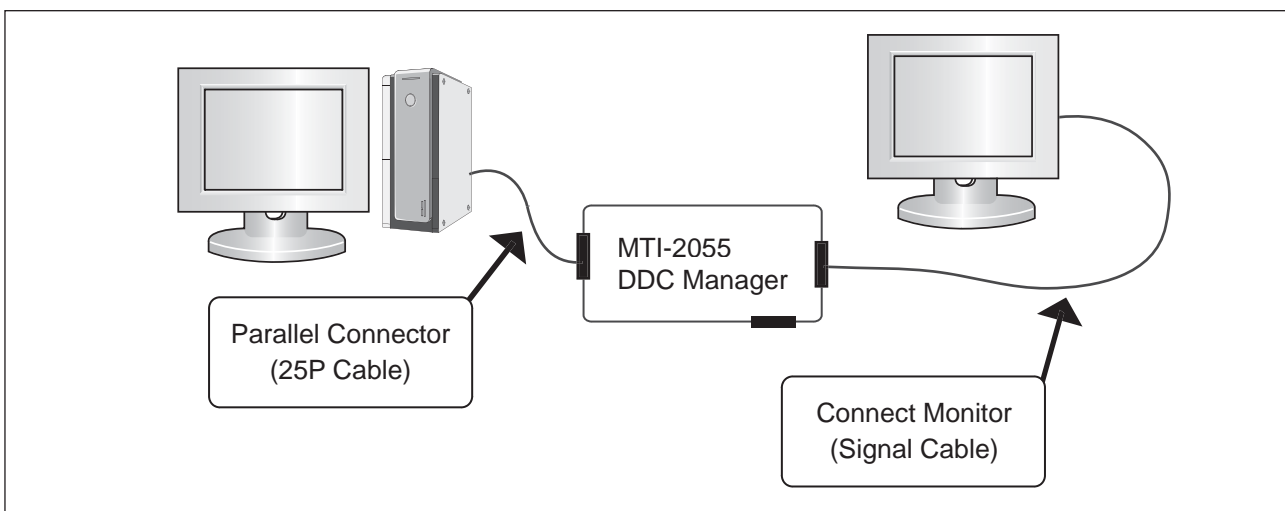 MTI-2055
DDC Manager
Parallel Connector
(25P Cable)
Connect Monitor
(Signal Cable)